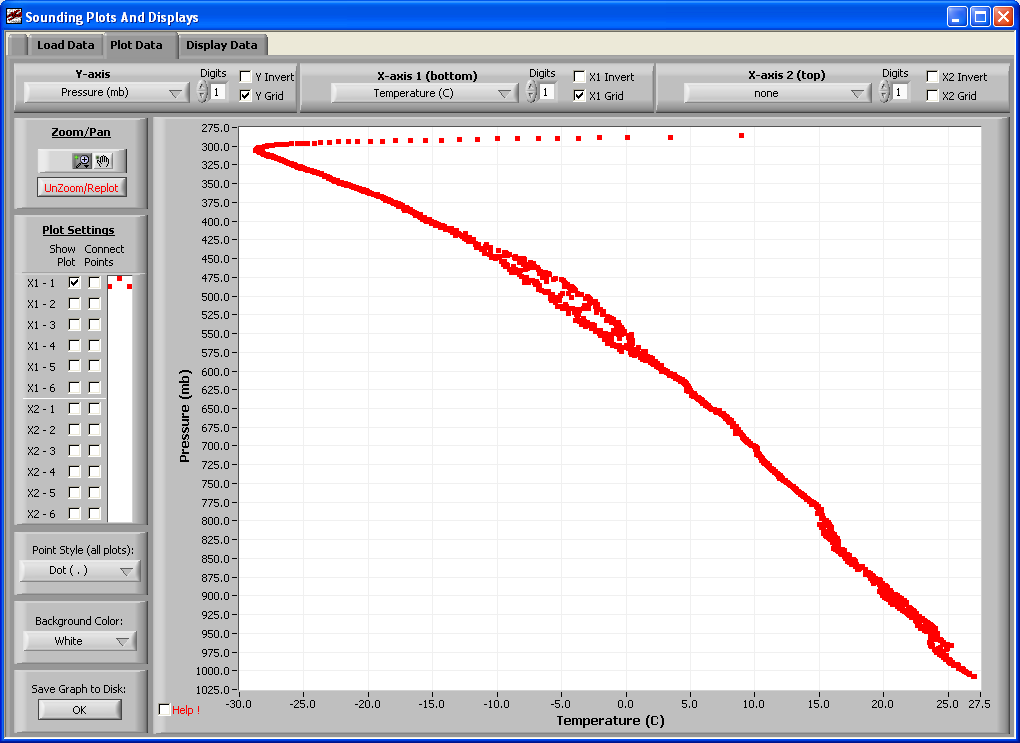 Sounding Plots And Displays
Load Data Plot Data Display Data
Y-axis Digits Y Invert X-axis 1 (bottom) Digits X1 Invert X-axis 2 (top) Digits X2 Invert
Pressure (mb) 1 Y Grid Temperature (C) 1 X1 Grid none 1 X2 Grid
Zoom/Pan
UnZoom/Replot
Plot Settings
Show Connect
Plot Points
X1 - 1
X1 - 2
X1 - 3
X1 - 4
X1 - 5
X1 - 6
X2 - 1
X2 - 2
X2 - 3
X2 - 4
X2 - 5
X2 - 6
Point Style (all plots):
Dot ( . )
Background Color:
White
Save Graph to Disk:
OK
Help !
Pressure (mb)
275.0
300.0
325.0
350.0
375.0
400.0
425.0
450.0
475.0
500.0
525.0
550.0
575.0
600.0
625.0
650.0
675.0
700.0
725.0
750.0
775.0
800.0
825.0
850.0
875.0
900.0
925.0
950.0
975.0
1000.0
1025.0
-30.0 -25.0 -20.0 -15.0 -10.0 -5.0 0.0 5.0 10.0 15.0 20.0 25.0 27.5
Temperature (C)